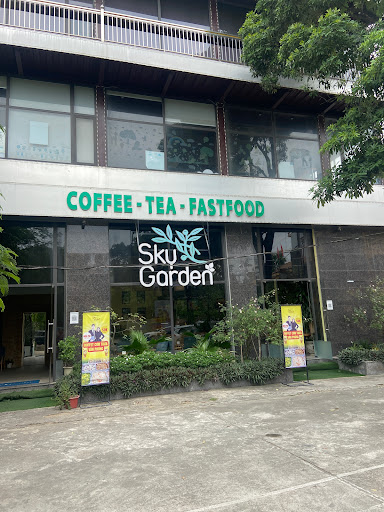 COFFEE - TEA - FASTFOOD
Sky
Garden